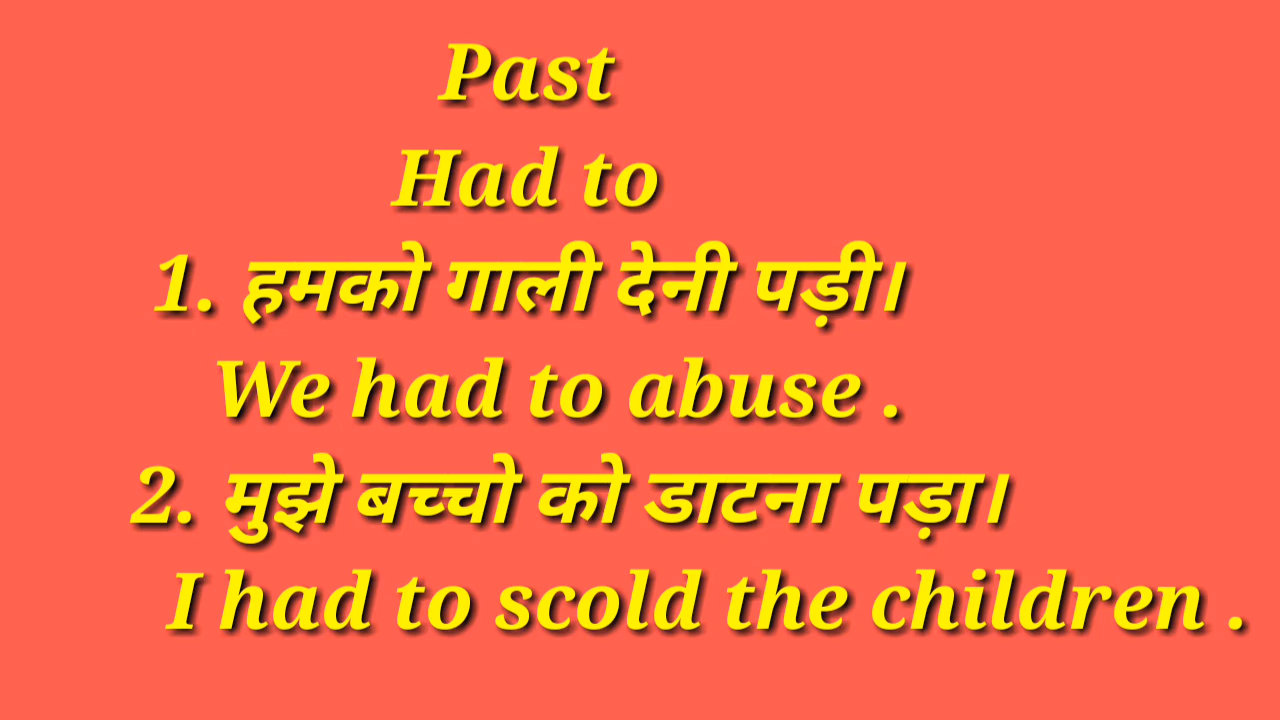 Past
Had to
1. हमको गाली देनी पड़ी।
We had to abuse .
2. मुझे बच्चो को डाटना पड़ा।
I had to scold the children .